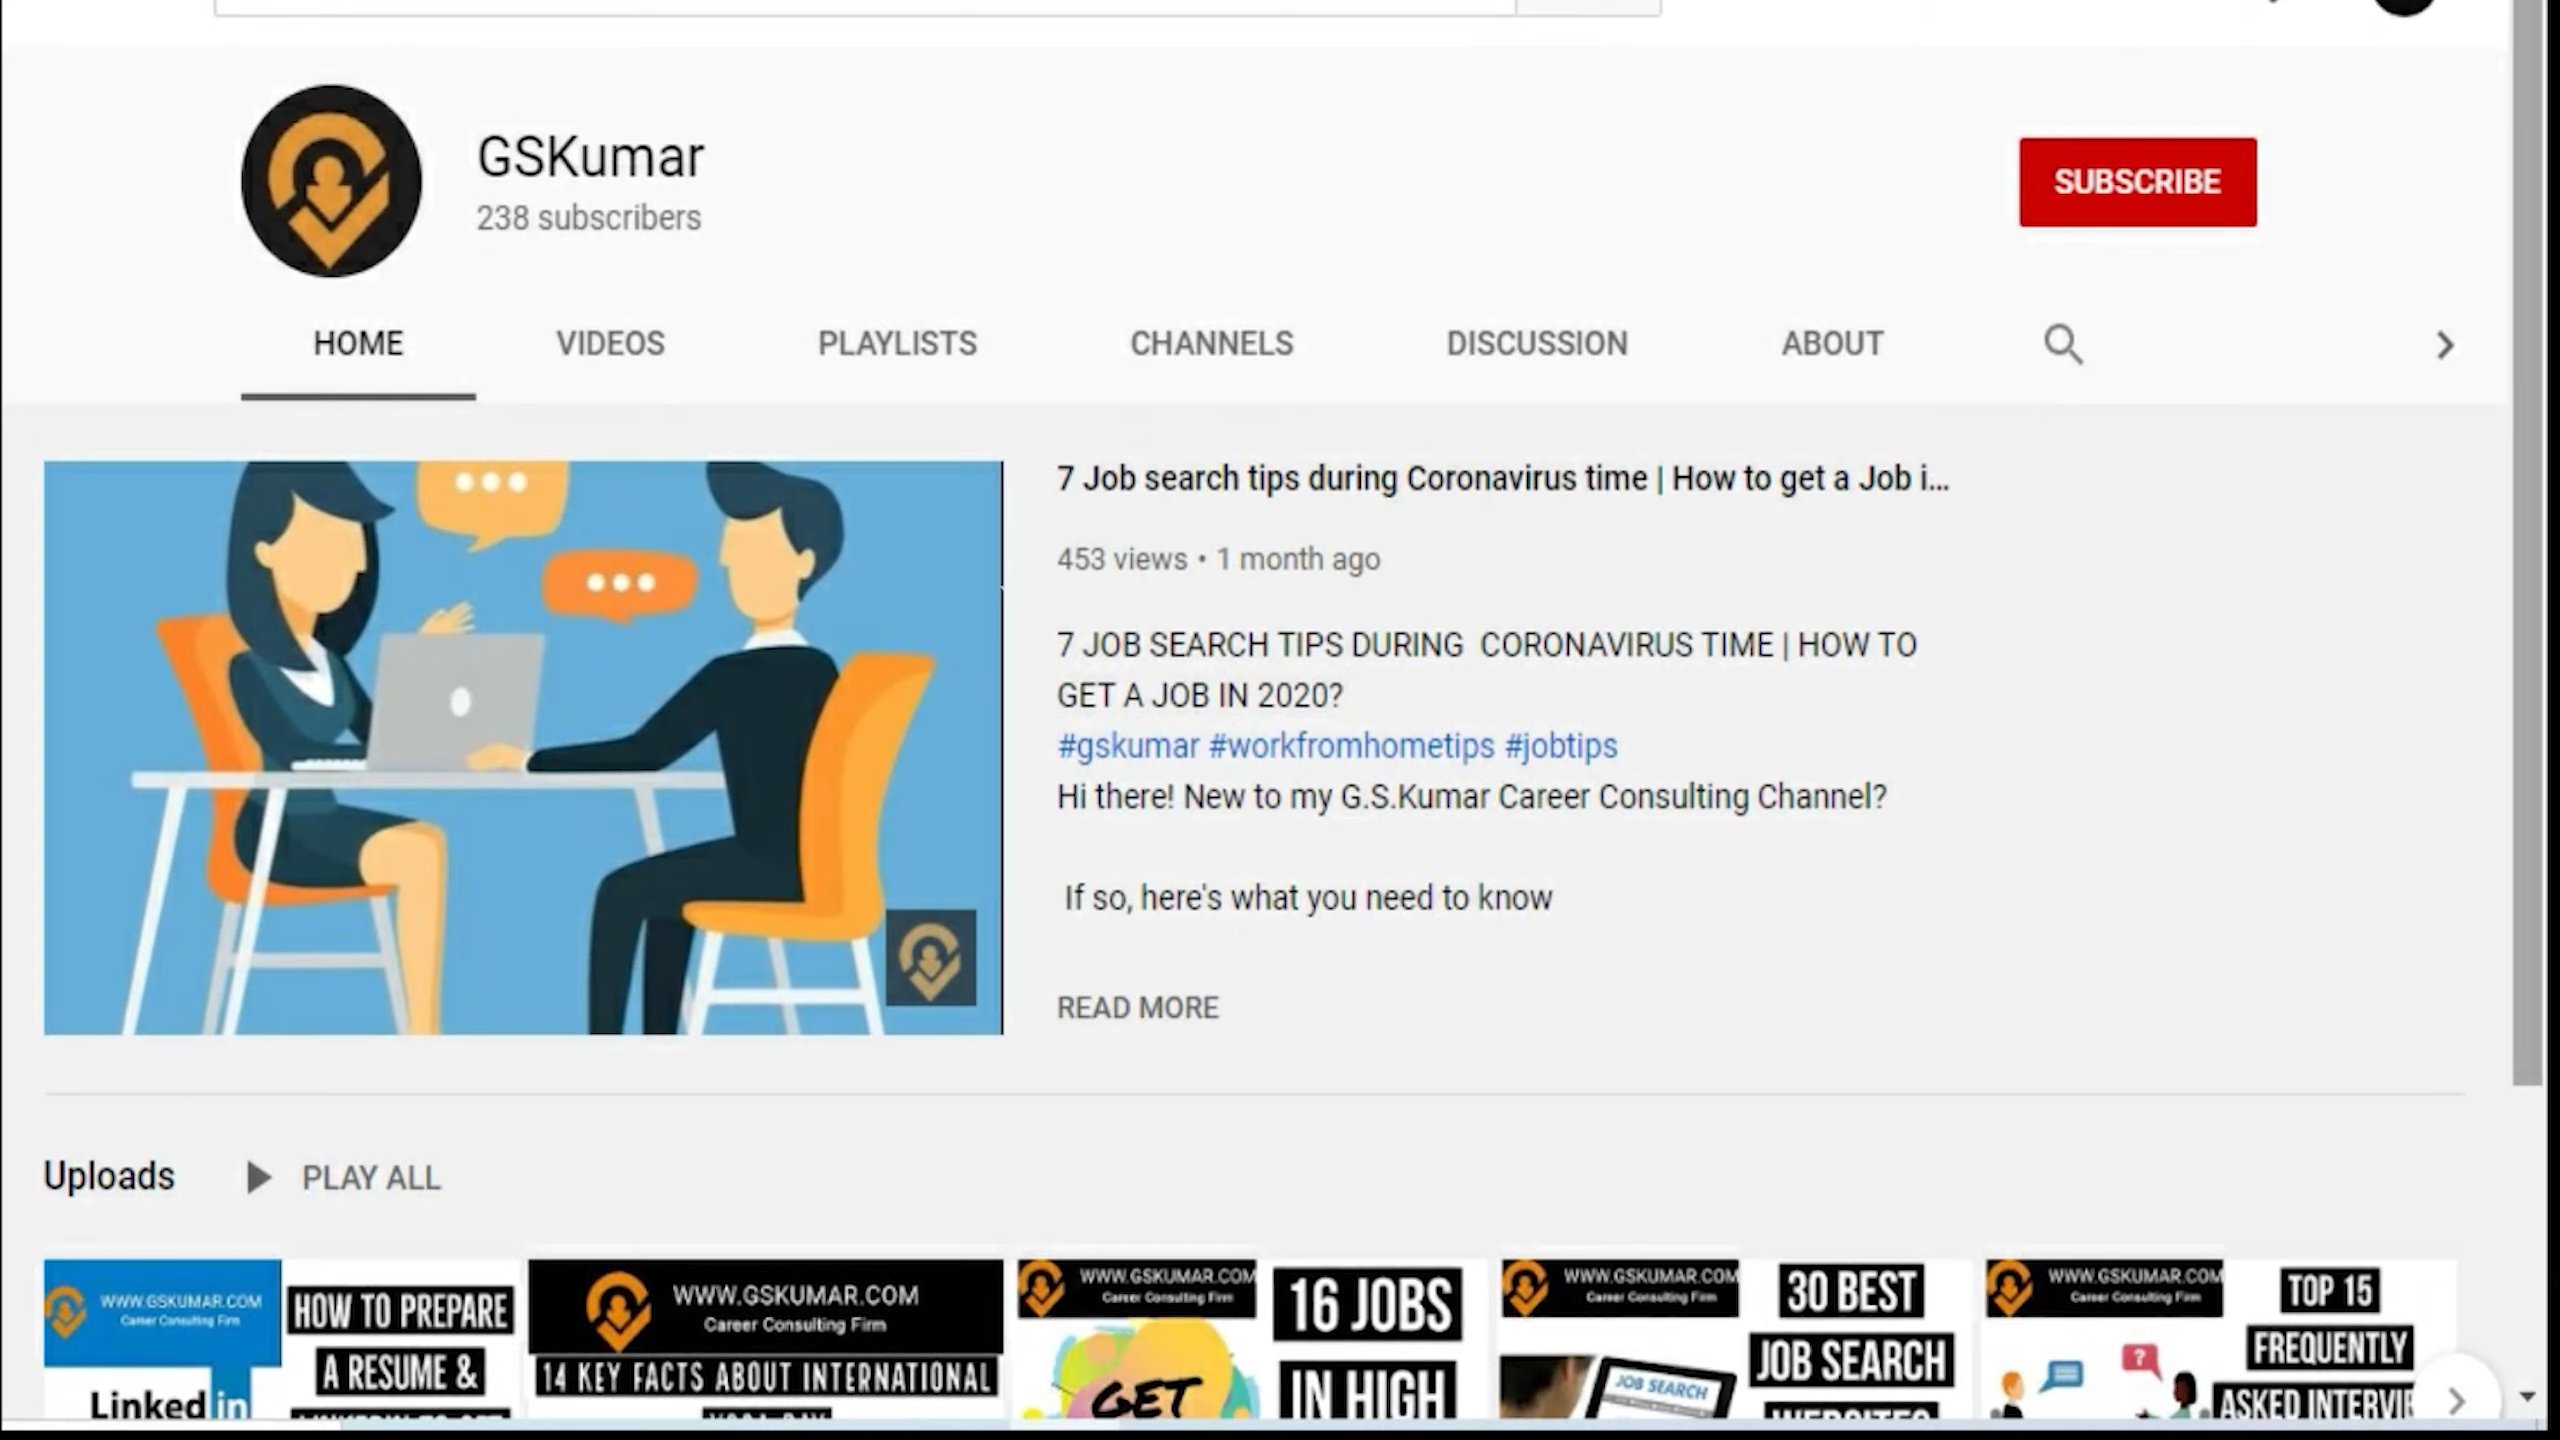 GSKumar
238 subscribers
SUBSCRIBE
HOME VIDEOS PLAYLISTS CHANNELS DISCUSSION ABOUT
7 Job search tips during Coronavirus time | How to get a Job i...
453 views • 1 month ago
7 JOB SEARCH TIPS DURING CORONAVIRUS TIME | HOW TO
GET A JOB IN 2020?
#gskumar #workfromhometips #jobtips
Hi there! New to my G.S.Kumar Career Consulting Channel?
If so, here's what you need to know
READ MORE
Uploads PLAY ALL
WWW.GSKUMAR.COM
Career Consulting Firm
HOW TO PREPARE
A RESUME &
Linked in
WWW.GSKUMAR.COM
Career Consulting Firm
14 KEY FACTS ABOUT INTERNATIONAL
WWW.GSKUMAR.COM
Career Consulting Firm
16 JOBS
IN HIGH
GET
WWW.GSKUMAR.COM
Career Consulting Firm
30 BEST
JOB SEARCH
WEBSITES
JOB SEARCH
WWW.GSKUMAR.COM
Career Consulting Firm
TOP 15
FREQUENTLY
ASKED INTERVIE